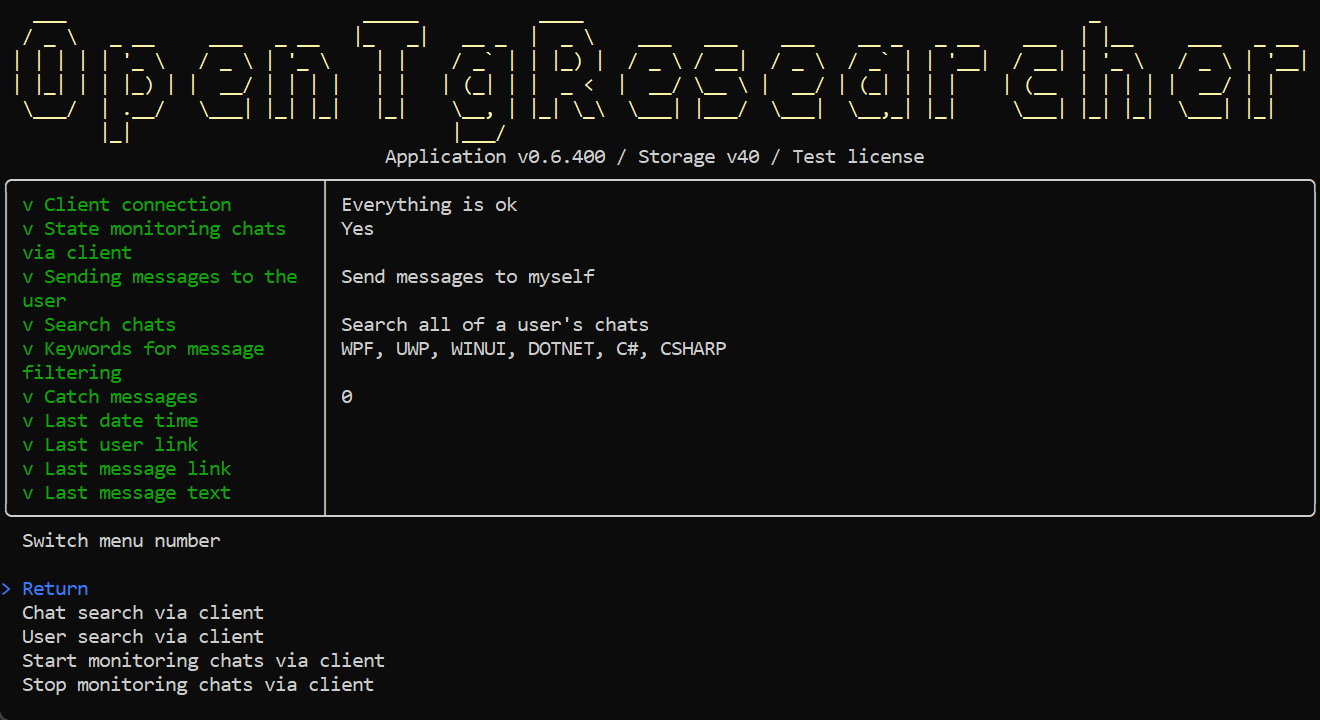 OpenTgResearcher
Application v0.6.400 / Storage v40 / Test license
v Client connection Everything is ok
v State monitoring chats Yes
via client
v Sending messages to the Send messages to myself
user
v Search chats Search all of a user's chats
v Keywords for message WPF, UWP, WINUI, DOTNET, C#, CSHARP
filtering
v Catch messages 0
v Last date time
v Last user link
v Last message link
v Last message text
Switch menu number
> Return
Chat search via client
User search via client
Start monitoring chats via client
Stop monitoring chats via client